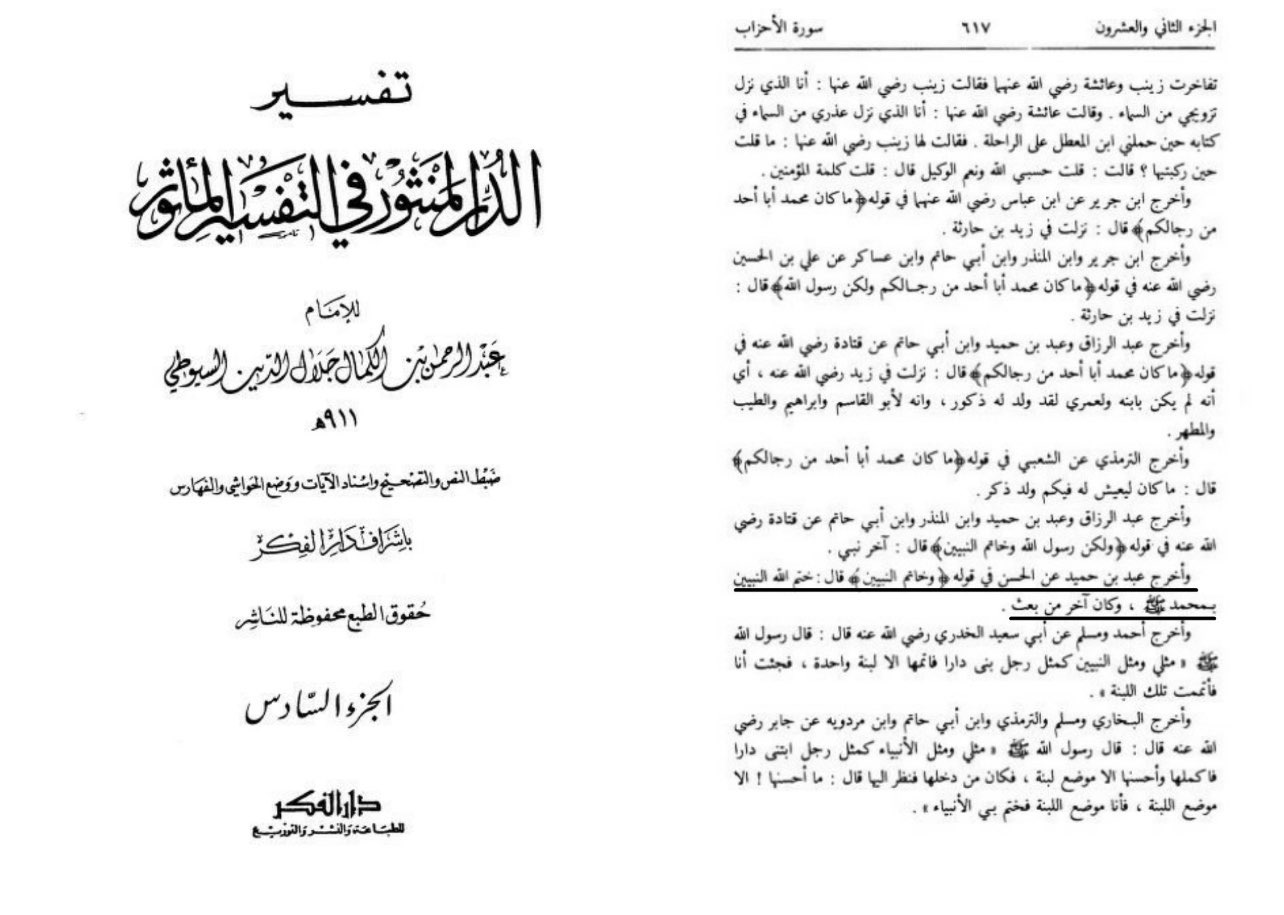 تفسير
الدر المنثور في التفسير المأثور
للإمام
عبد الرحمن بن الكمال جلال الدين السيوطي
٩١١هـ
ضبط النص والتصحيح واسناد الآيات ووضع الحواشي والفهارس
باشراف دار الفكر
حقوق الطبع محفوظة للناشر
الجزء السادس
دار الفكر
للطباعة والنشر والتوزيع
الجزء الثاني والعشرون ٦١٧ سورة الأحزاب
تفاخرت زينب وعائشة رضي الله عنهما فقالت زينب رضي الله عنها : أنا الذي نزل
تزويجي من السماء . وقالت عائشة رضي الله عنها : أنا الذي نزل عذري من السماء في
كتابه حين حملني ابن المعطل على الراحلة . فقالت لها زينب رضي الله عنها : ما قلت
حين ركبتيها ؟ قالت : قلت حسبي الله ونعم الوكيل قال : قلت كلمة المؤمنين .
وأخرج ابن جرير عن ابن عباس رضي الله عنهما في قوله ﴿ما كان محمد أبا أحد
من رجالكم﴾ قال : نزلت في زيد بن حارثة .
وأخرج ابن جرير وابن المنذر وابن أبي حاتم وابن عساكر عن علي بن الحسين
رضي الله عنه في قوله ﴿ما كان محمد أبا أحد من رجالكم ولكن رسول الله﴾ قال :
نزلت في زيد بن حارثة .
وأخرج عبد الرزاق وعبد بن حميد وابن أبي حاتم عن قتادة رضي الله عنه في
قوله ﴿ما كان محمد أبا أحد من رجالكم﴾ قال : نزلت في زيد رضي الله عنه ، أي
أنه لم يكن بابنه ولعمري لقد ولد له ذكور ، وانه لأبو القاسم وابراهيم والطيب
والمطهر .
وأخرج الترمذي عن الشعبي في قوله ﴿ما كان محمد أبا أحد من رجالكم﴾
قال : ما كان ليعيش له فيكم ولد ذكر .
وأخرج عبد الرزاق وعبد بن حميد وابن المنذر وابن أبي حاتم عن قتادة رضي
الله عنه في قوله ﴿ولكن رسول الله وخاتم النبيين﴾ قال : آخر نبي .
وأخرج عبد بن حميد عن الحسن في قوله ﴿وخاتم النبيين﴾ قال : ختم الله النبيين
بمحمد ﷺ ، وكان آخر من بعث .
وأخرج أحمد ومسلم عن أبي سعيد الخدري رضي الله عنه قال : قال رسول الله
ﷺ « مثلي ومثل النبيين كمثل رجل بنى دارا فاتمها الا لبنة واحدة ، فجئت أنا
فأتممت تلك اللبنة » .
وأخرج البخاري ومسلم والترمذي وابن أبي حاتم وابن مردويه عن جابر رضي
الله عنه قال : قال رسول الله ﷺ « مثلي ومثل الأنبياء كمثل رجل ابتنى دارا
فاكملها وأحسنها الا موضع لبنة ، فكان من دخلها فنظر اليها قال : ما أحسنها ! الا
موضع اللبنة ، فأنا موضع اللبنة فختم بي الأنبياء » .